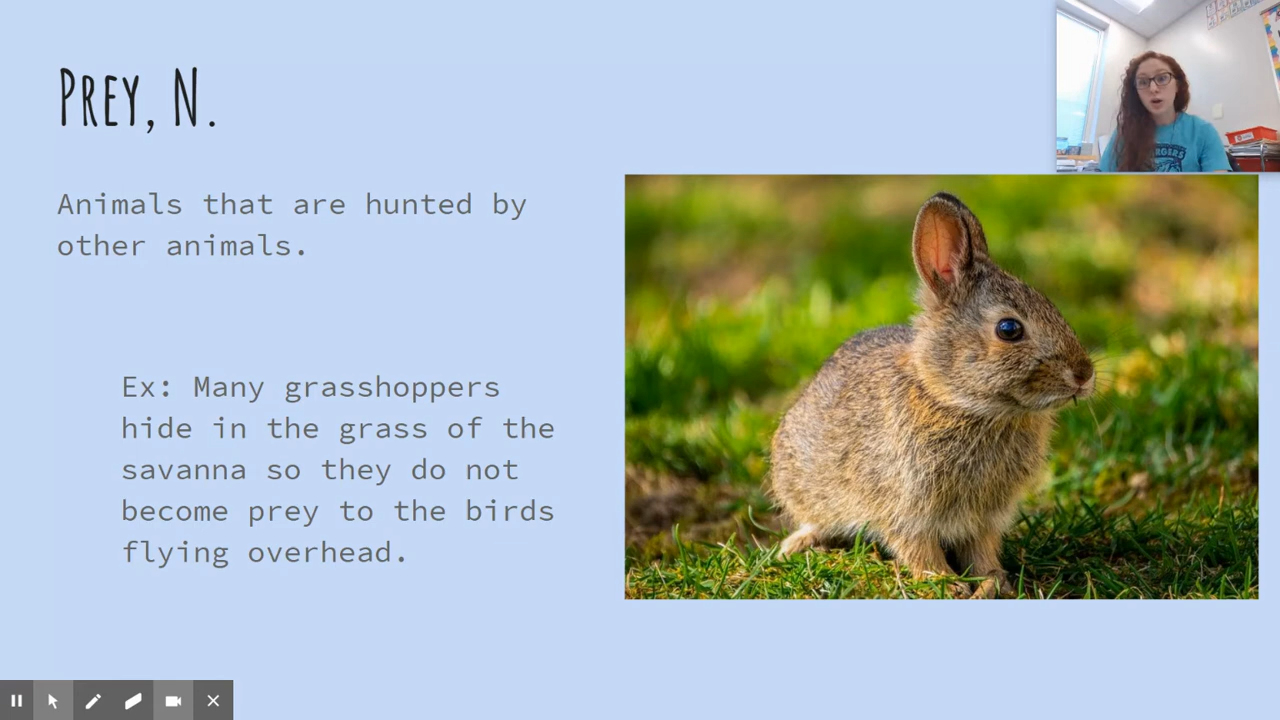 PREY, N.
Animals that are hunted by
other animals.
Ex: Many grasshoppers
hide in the grass of the
savanna so they do not
become prey to the birds
flying overhead.